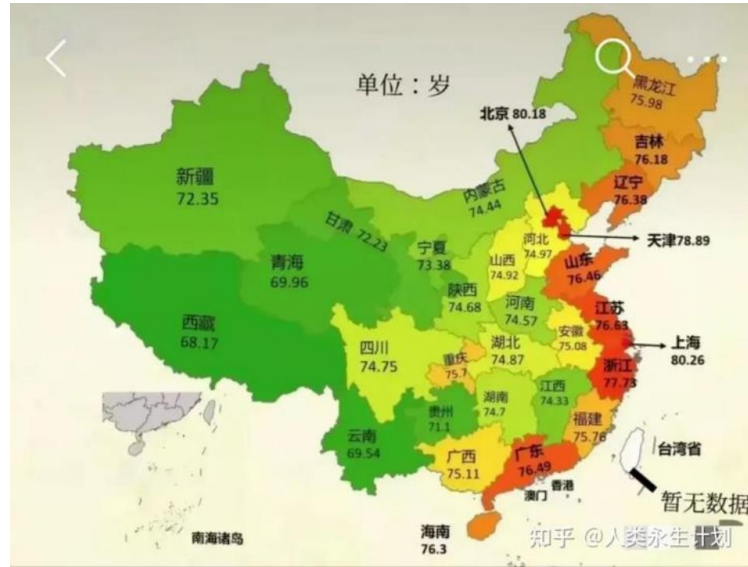 单位：岁
黑龙江
75.98
北京 80.18
吉林
76.18
辽宁
76.38
新疆
72.35
内蒙古
74.44
甘肃 72.23
宁夏
73.38
河北
74.97
天津78.89
山西
74.92
山东
76.46
青海
69.96
陕西
74.68
河南
74.57
江苏
76.63
西藏
68.17
四川
74.75
重庆
75.7
湖北
74.87
安徽
75.08
上海
80.26
浙江
77.73
贵州
71.1
湖南
74.7
江西
74.33
福建
75.76
云南
69.54
广西
75.11
广东
76.49
台湾省
香港
澳门
暂无数据
南海诸岛
海南
76.3
知乎 @人类永生计划